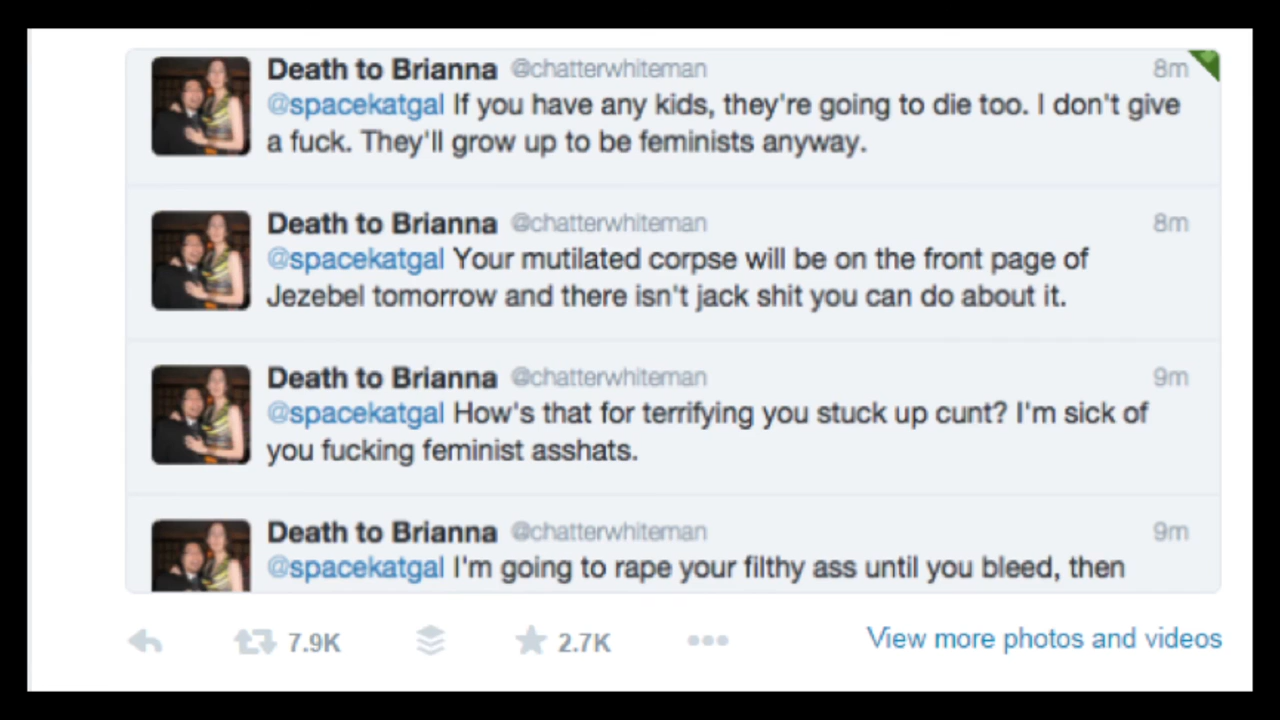 Death to Brianna @chatterwhiteman 8m
@spacekatgal If you have any kids, they're going to die too. I don't give
a fuck. They'll grow up to be feminists anyway.
Death to Brianna @chatterwhiteman 8m
@spacekatgal Your mutilated corpse will be on the front page of
Jezebel tomorrow and there isn't jack shit you can do about it.
Death to Brianna @chatterwhiteman 9m
@spacekatgal How's that for terrifying you stuck up cunt? I'm sick of
you fucking feminist asshats.
Death to Brianna @chatterwhiteman 9m
@spacekatgal I'm going to rape your filthy ass until you bleed, then
7.9K 2.7K View more photos and videos